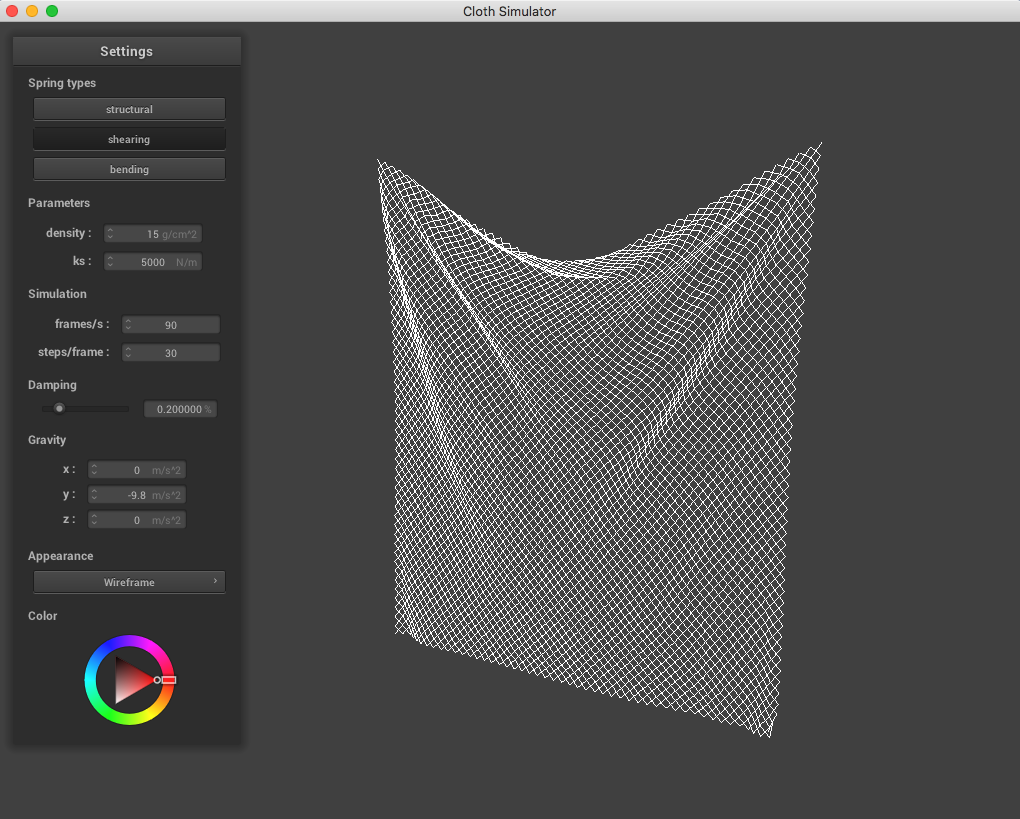 Cloth Simulator
Settings
Spring types
structural
shearing
bending
Parameters
density : 15 g/cm^2
ks : 5000 N/m
Simulation
frames/s : 90
steps/frame : 30
Damping
0.200000 %
Gravity
x : 0 m/s^2
y : -9.8 m/s^2
z : 0 m/s^2
Appearance
Wireframe
Color